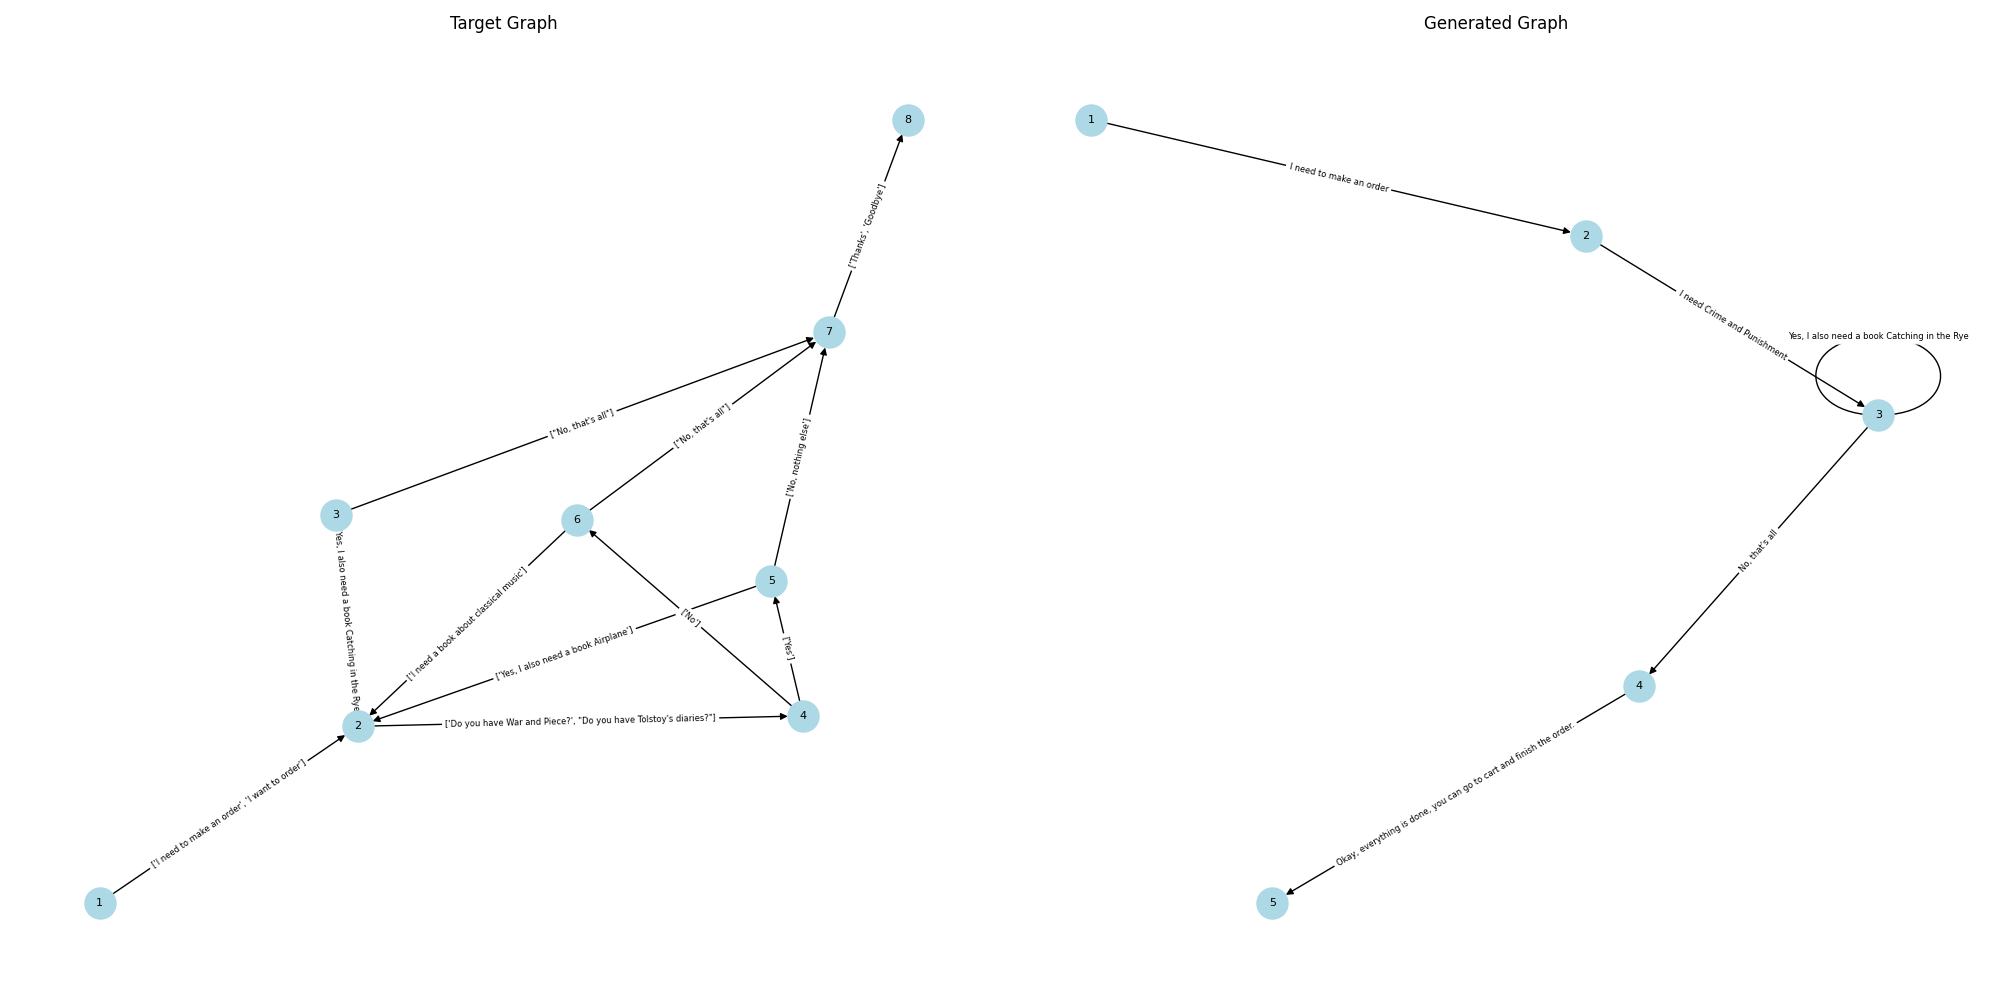 Target Graph
8
['Thanks', 'Goodbye']
7
["No, that's all"]
["No, that's all"]
['No, nothing else']
3
6
5
Yes, I also need a book Catching in the Rye
['I need a book about classical music']
['Yes, I also need a book Airplane']
['No']
['Yes']
2
['Do you have War and Piece?', "Do you have Tolstoy's diaries?"]
4
['I need to make an order', 'I want to order']
1
Generated Graph
1
I need to make an order
2
I need Crime and Punishment
Yes, I also need a book Catching in the Rye
3
No, that's all
4
Okay, everything is done, you can go to cart and finish the order.
5